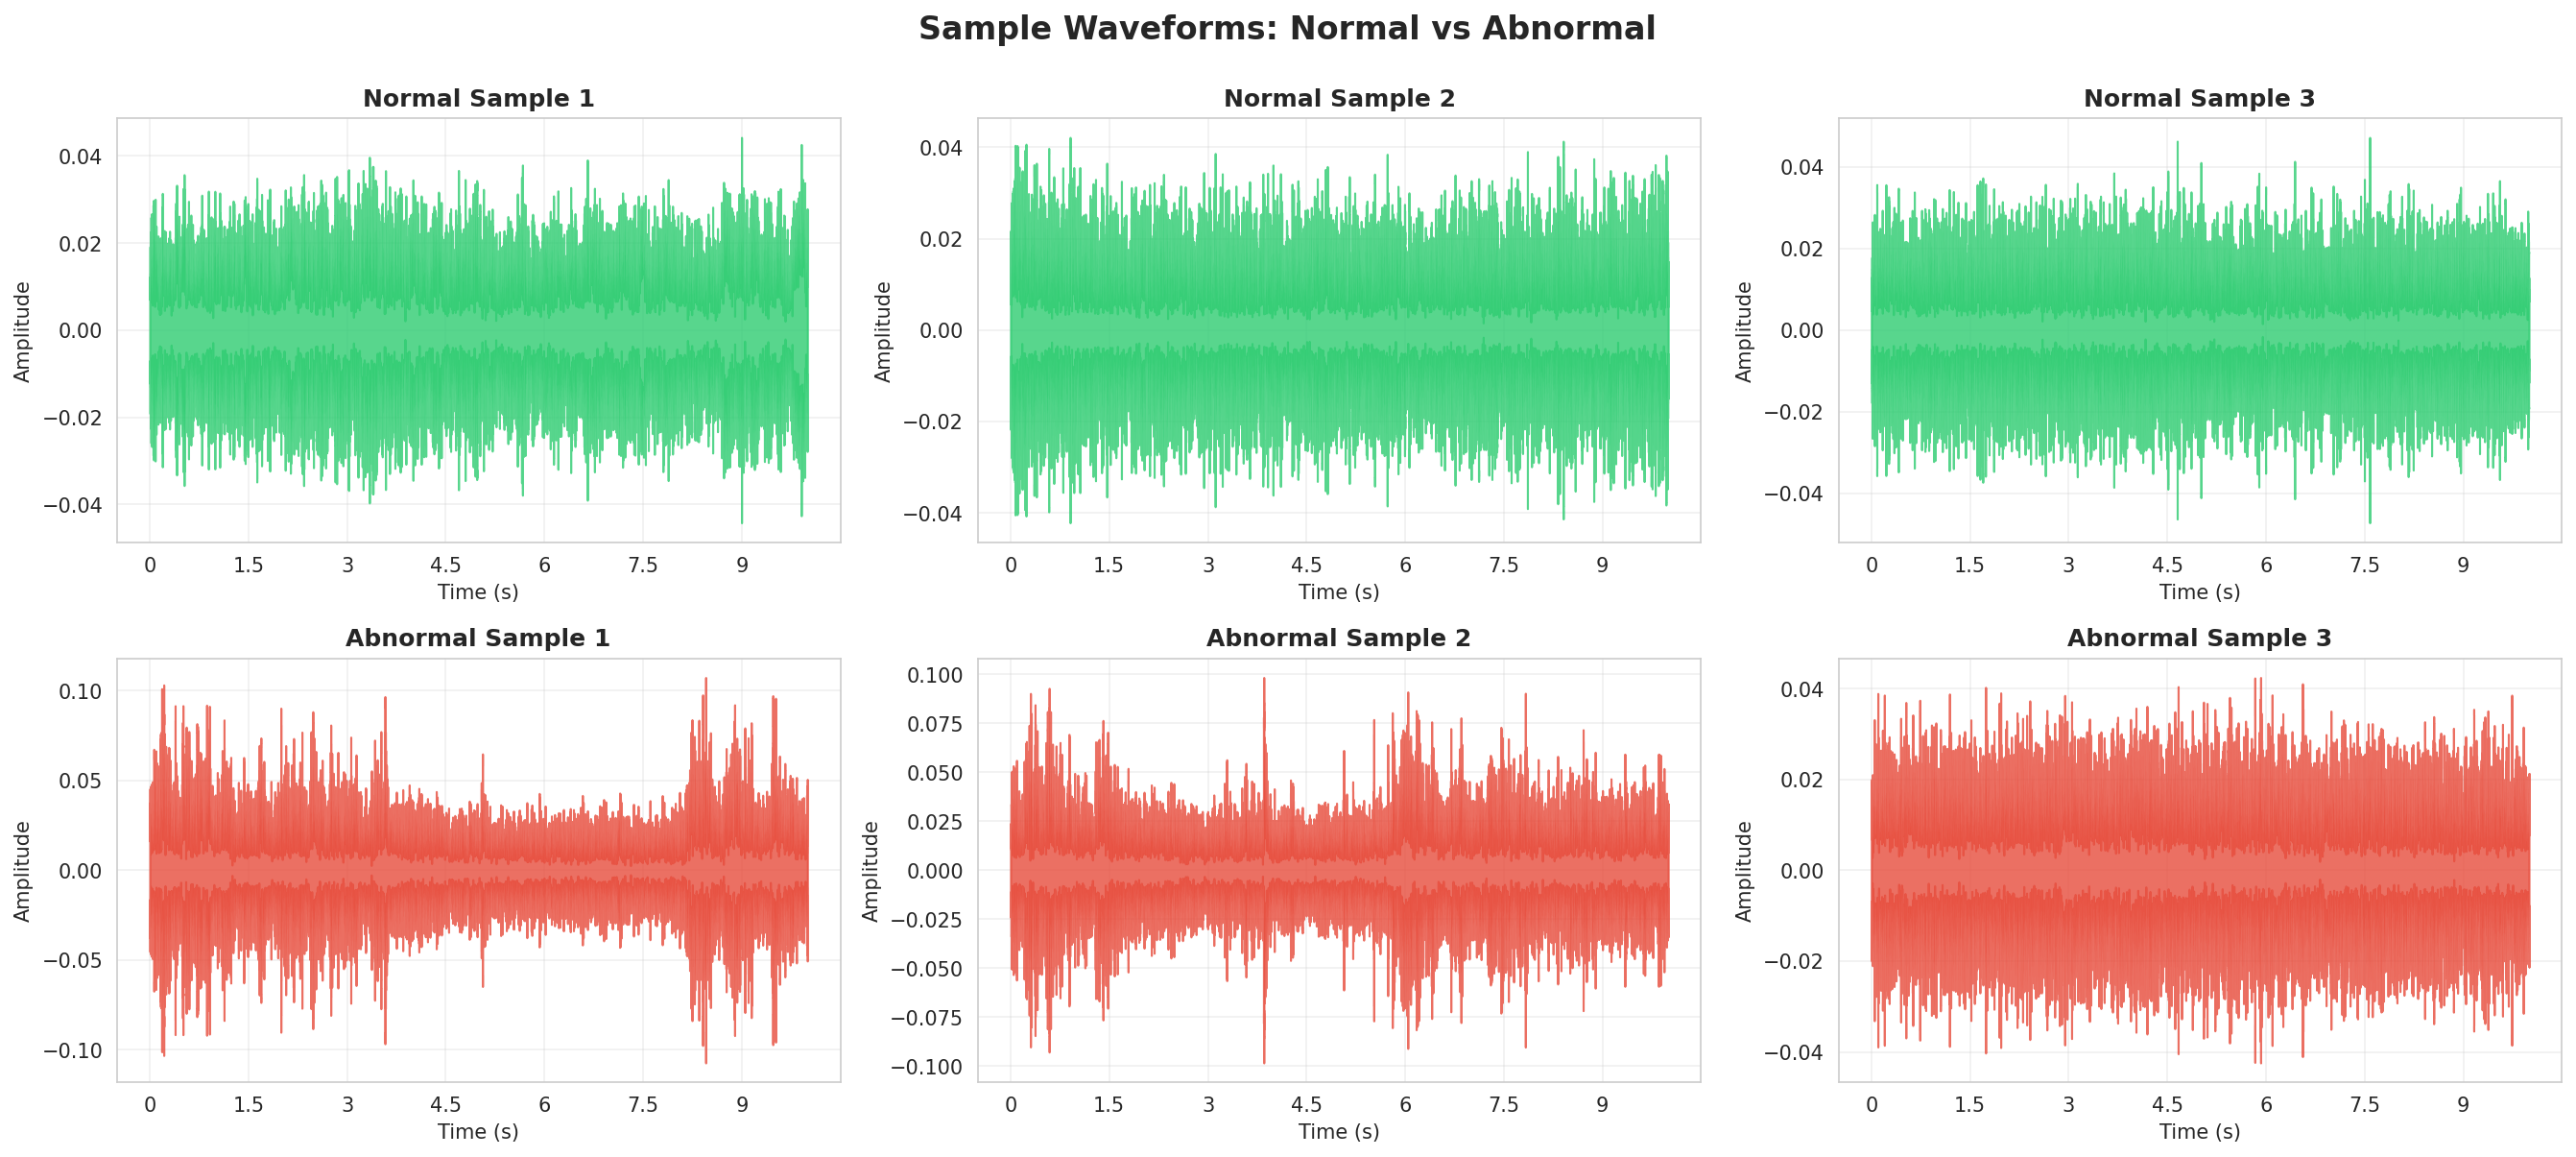 Sample Waveforms: Normal vs Abnormal
Normal Sample 1
Amplitude
0.04
0.02
0.00
−0.02
−0.04
0 1.5 3 4.5 6 7.5 9
Time (s)
Normal Sample 2
Amplitude
0.04
0.02
0.00
−0.02
−0.04
0 1.5 3 4.5 6 7.5 9
Time (s)
Normal Sample 3
Amplitude
0.04
0.02
0.00
−0.02
−0.04
0 1.5 3 4.5 6 7.5 9
Time (s)
Abnormal Sample 1
Amplitude
0.10
0.05
0.00
−0.05
−0.10
0 1.5 3 4.5 6 7.5 9
Time (s)
Abnormal Sample 2
Amplitude
0.100
0.075
0.050
0.025
0.000
−0.025
−0.050
−0.075
−0.100
0 1.5 3 4.5 6 7.5 9
Time (s)
Abnormal Sample 3
Amplitude
0.04
0.02
0.00
−0.02
−0.04
0 1.5 3 4.5 6 7.5 9
Time (s)